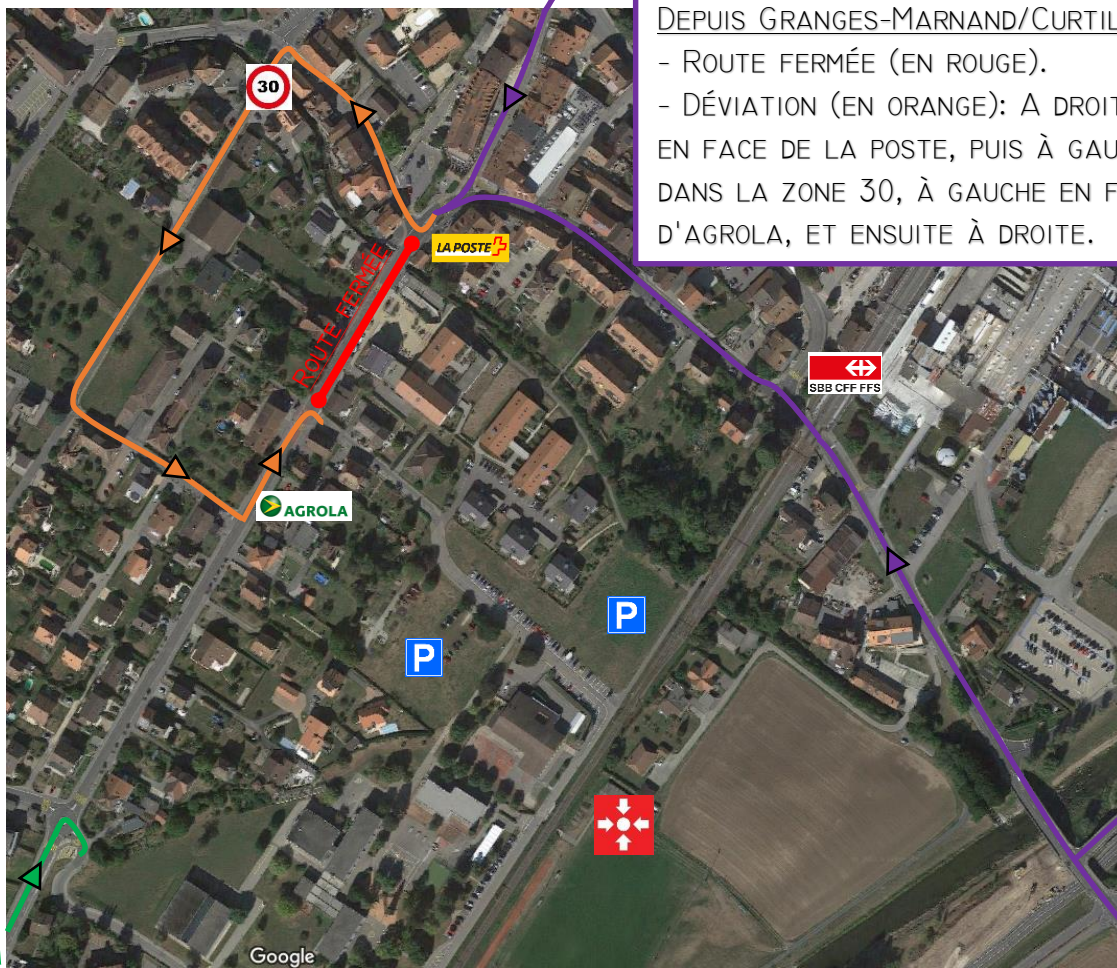 DEPUIS GRANGES-MARNAND/CURTIL
- ROUTE FERMÉE (EN ROUGE).
- DÉVIATION (EN ORANGE): A DROIT
EN FACE DE LA POSTE, PUIS À GAU
DANS LA ZONE 30, À GAUCHE EN F
D'AGROLA, ET ENSUITE À DROITE.
30
LA POSTE
ROUTE FERMÉE
SBB CFF FFS
AGROLA
P
P
Google